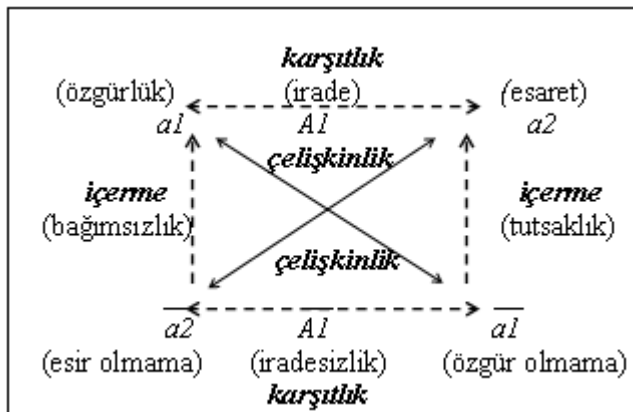 karşıtlık
(özgürlük) (irade) (esaret)
a1 A1 a2
çelişkinlik
içerme içerme
(bağımsızlık) (tutsaklık)
çelişkinlik
a2 A1 a1
(esir olmama) (iradesizlik) (özgür olmama)
karşıtlık